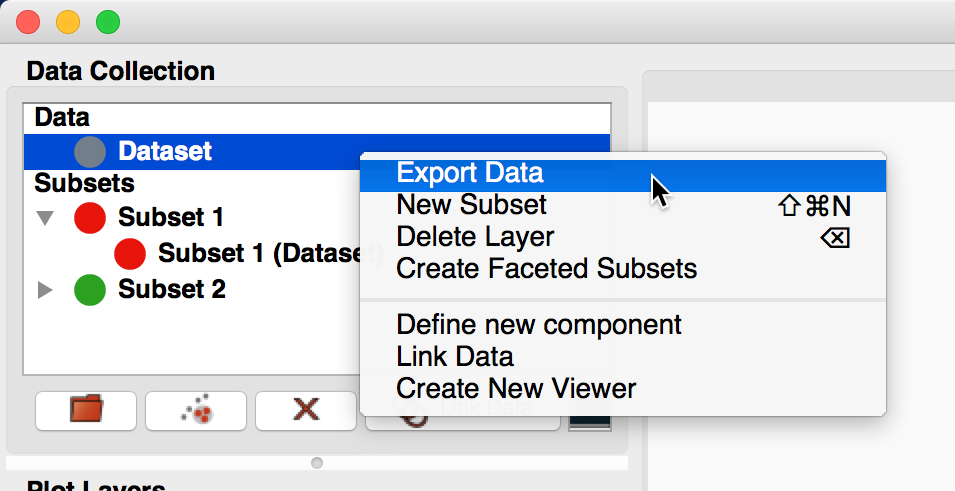 Data Collection
Data
Dataset
Subsets
Subset 1
Subset 1 (Dataset)
Subset 2
Export Data
New Subset ⇧⌘N
Delete Layer ⌫
Create Faceted Subsets
Define new component
Link Data
Create New Viewer
Plot Layers